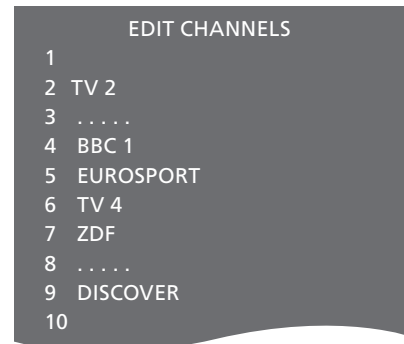 EDIT CHANNELS
1
2 TV 2
3 . . . . .
4 BBC 1
5 EUROSPORT
6 TV 4
7 ZDF
8 . . . . .
9 DISCOVER
10